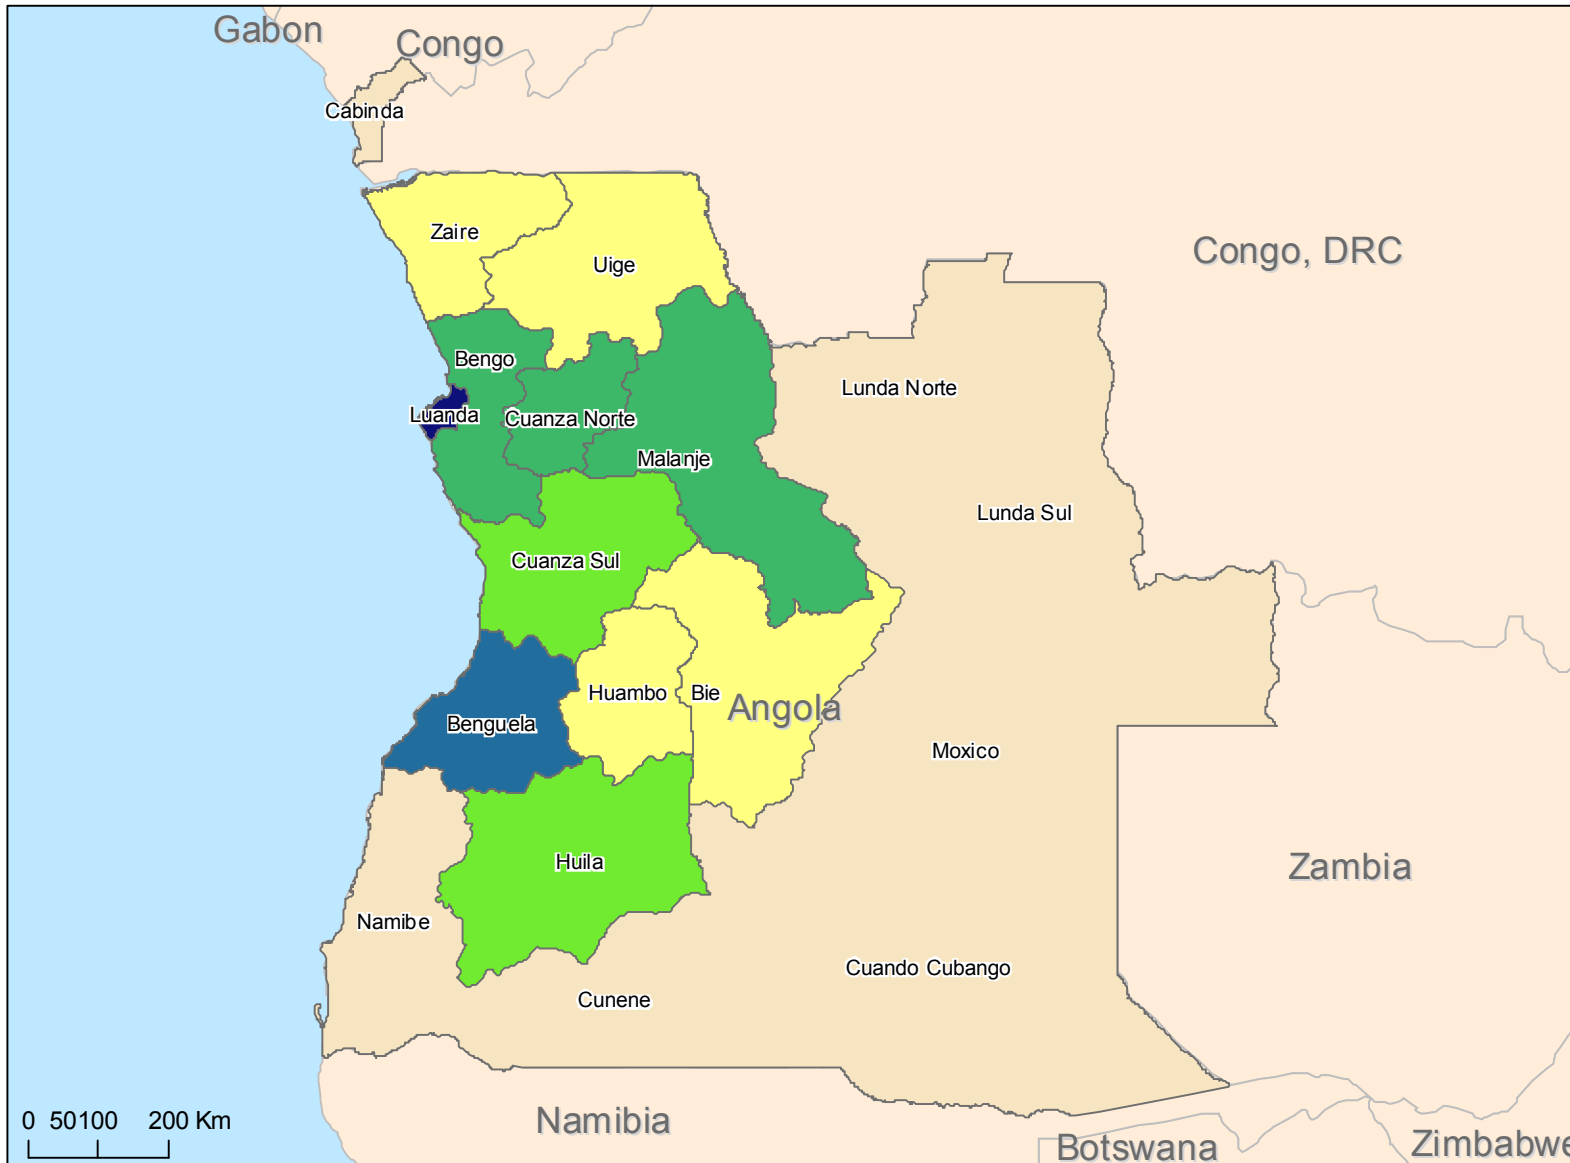 Gabon
Congo
Cabinda
Zaire
Uige
Congo, DRC
Bengo
Lunda Norte
Luanda
Cuanza Norte
Malanje
Lunda Sul
Cuanza Sul
Huambo
Bie
Angola
Benguela
Moxico
Huila
Zambia
Namibe
Cuando Cubango
Cunene
0 50100 200 Km
Namibia
Botswana
Zimbabwe